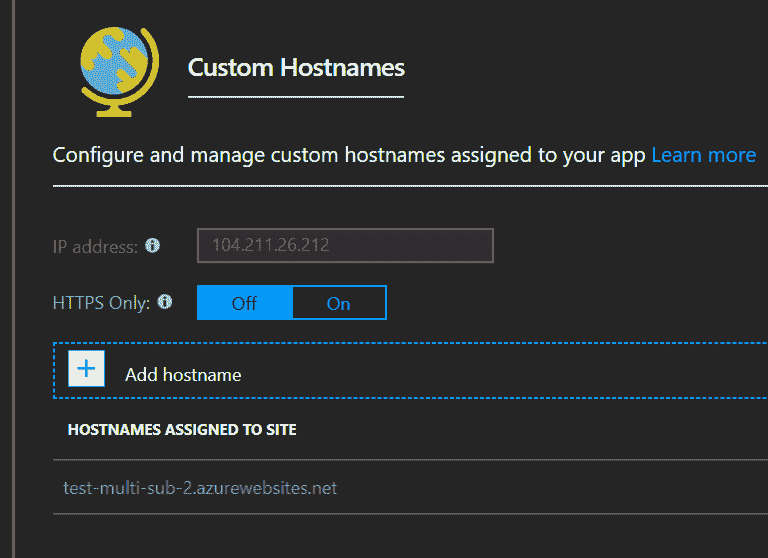 Custom Hostnames
Configure and manage custom hostnames assigned to your app Learn more
IP address:
104.211.26.212
HTTPS Only:
Off
On
Add hostname
HOSTNAMES ASSIGNED TO SITE
test-multi-sub-2.azurewebsites.net